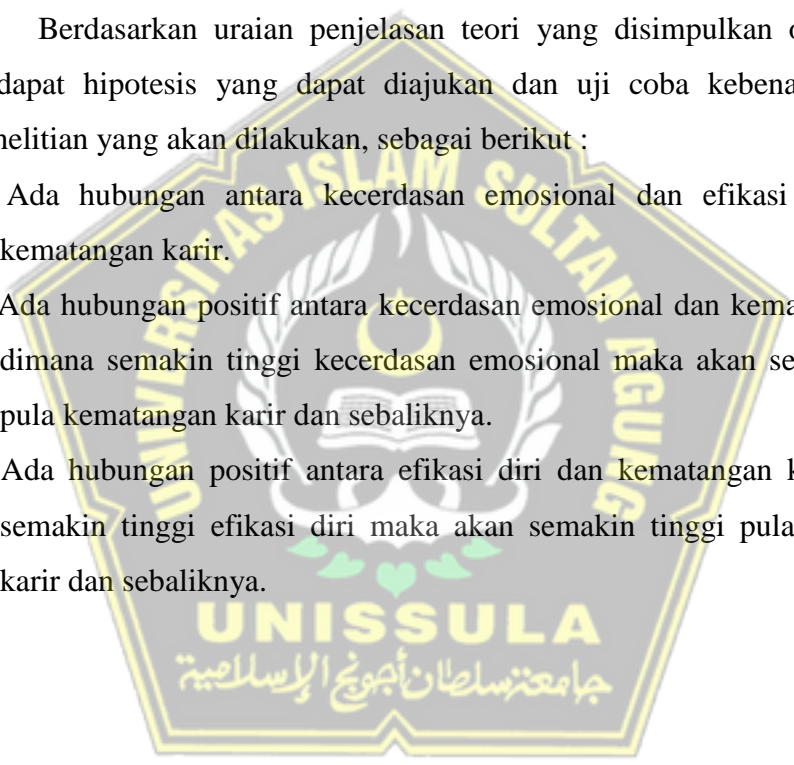 Berdasarkan uraian penjelasan teori yang disimpulkan
dapat hipotesis yang dapat diajukan dan uji coba
nelitian yang akan dilakukan, sebagai berikut :
Ada hubungan antara kecerdasan emosional dan efikasi
kematangan karir.
Ada hubungan positif antara kecerdasan emosional dan
dimana semakin tinggi kecerdasan emosional maka akan
pula kematangan karir dan sebaliknya.
Ada hubungan positif antara efikasi diri dan kematangan
semakin tinggi efikasi diri maka akan semakin tinggi pula
karir dan sebaliknya.
UNIVERSITAS ISLAM SULTAN AGUNG
UNISSULA
جامعة سلطان أجونج الإسلامية